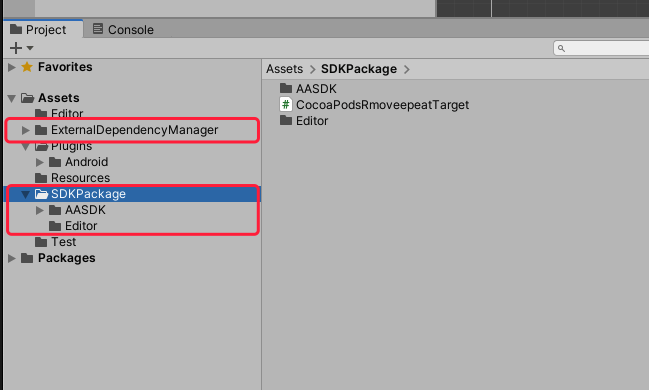 Project
Console
Favorites
Assets
Editor
ExternalDependencyManager
Plugins
Android
Resources
SDKPackage
AASDK
Editor
Test
Packages
Assets > SDKPackage >
AASDK
CocoaPodsRmoveepeatTarget
Editor